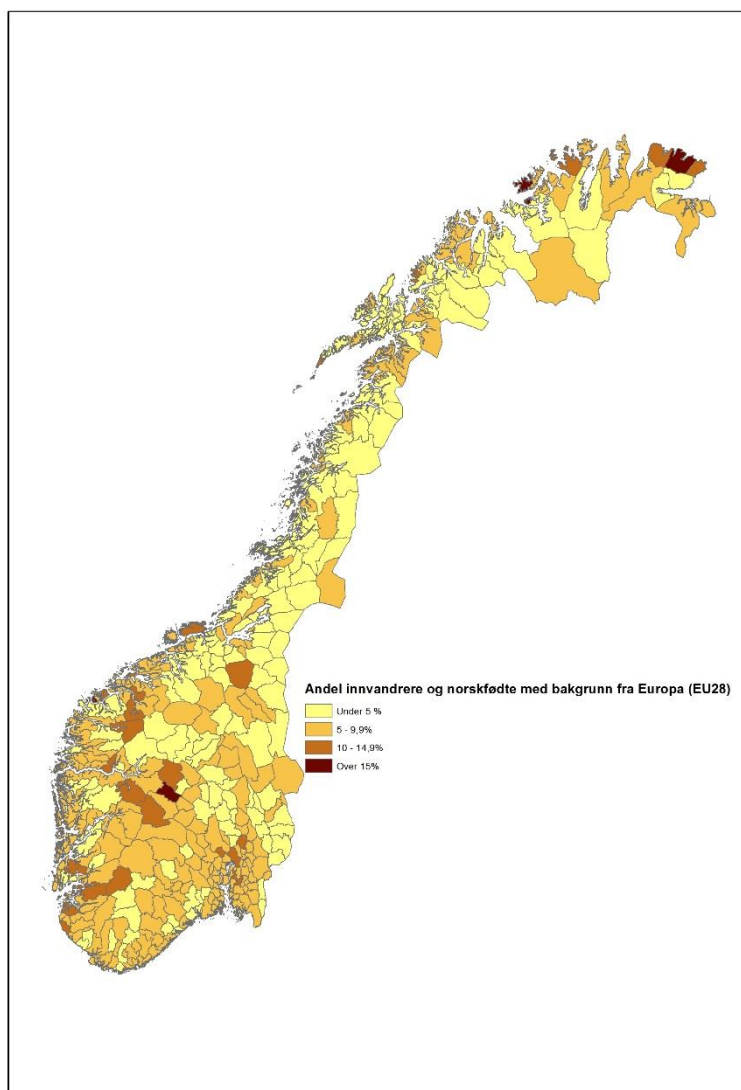 Andel innvandrere og norskfødte med bakgrunn fra Europa (EU28)
Under 5 %
5 - 9,9%
10 - 14,9%
Over 15%